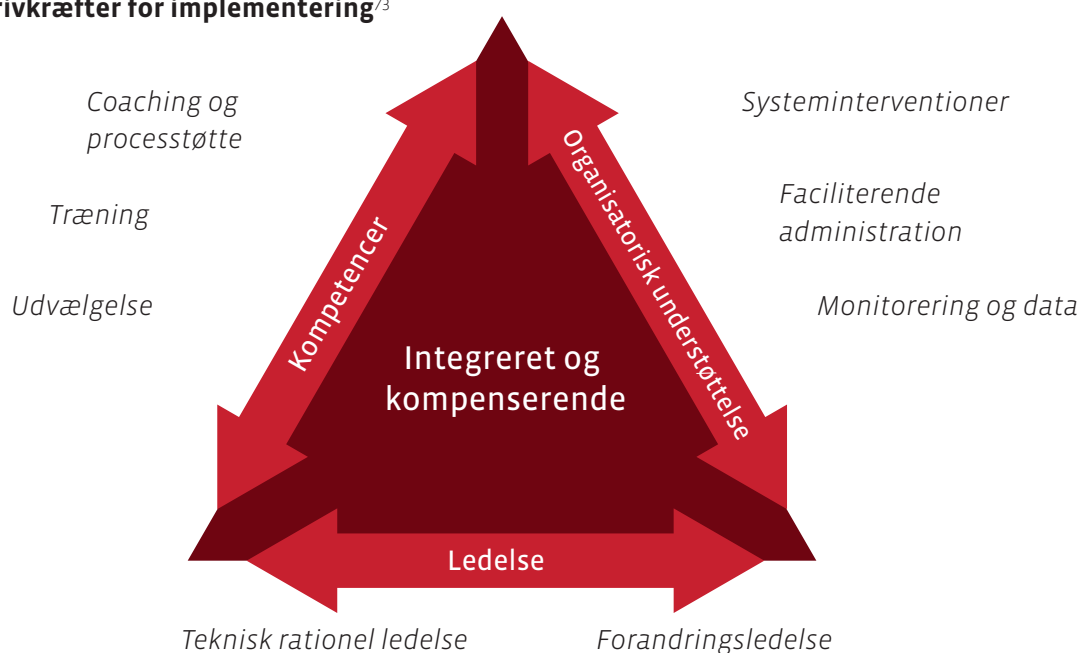 rivkræfter for implementering/3
Coaching og
processtøtte
Træning
Udvælgelse
Kompetencer
Organisatorisk understøttelse
Systeminterventioner
Faciliterende
administration
Monitorering og data
Integreret og
kompenserende
Ledelse
Teknisk rationel ledelse
Forandringsledelse